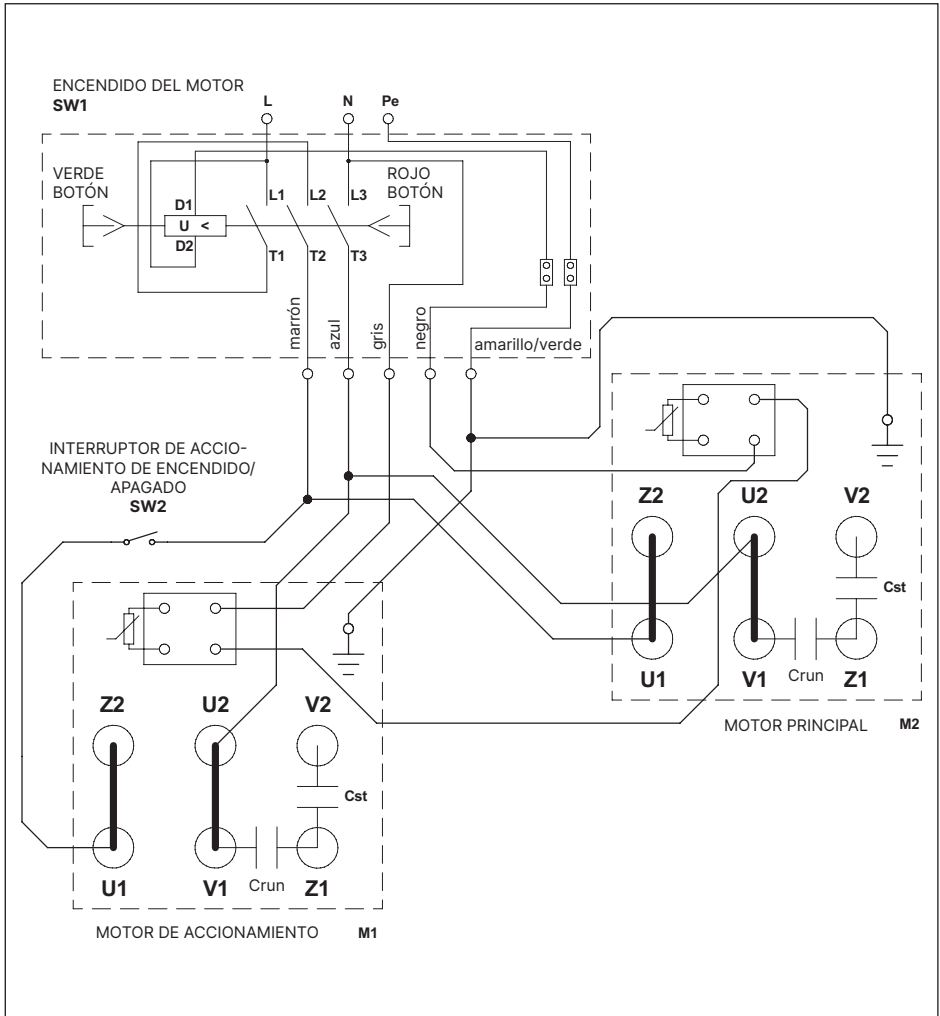 ENCENDIDO DEL MOTOR
SW1
L
N
Pe
VERDE
BOTÓN
ROJO
BOTÓN
D1
U <
D2
L1
L2
L3
T1
T2
T3
marrón
azul
gris
negro
amarillo/verde
INTERRUPTOR DE ACCIO-
NAMIENTO DE ENCENDIDO/
APAGADO
SW2
Z2
U2
V2
Cst
Crun
U1
V1
Z1
MOTOR PRINCIPAL
M2
Z2
U2
V2
Cst
Crun
U1
V1
Z1
MOTOR DE ACCIONAMIENTO
M1